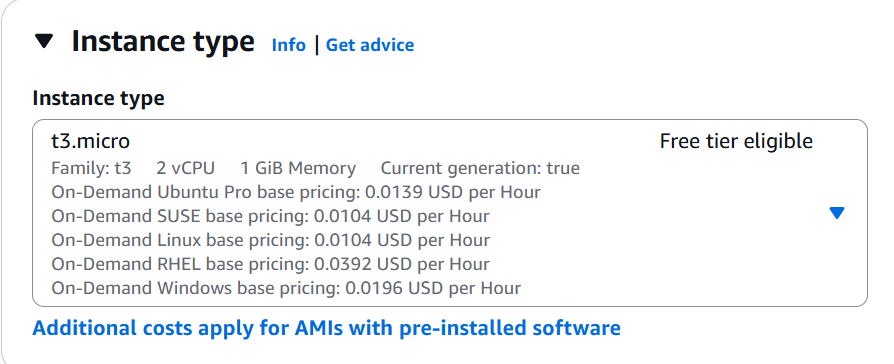 Instance type Info | Get advice
Instance type
t3.micro Free tier eligible
Family: t3 2 vCPU 1 GiB Memory Current generation: true
On-Demand Ubuntu Pro base pricing: 0.0139 USD per Hour
On-Demand SUSE base pricing: 0.0104 USD per Hour
On-Demand Linux base pricing: 0.0104 USD per Hour
On-Demand RHEL base pricing: 0.0392 USD per Hour
On-Demand Windows base pricing: 0.0196 USD per Hour
Additional costs apply for AMIs with pre-installed software